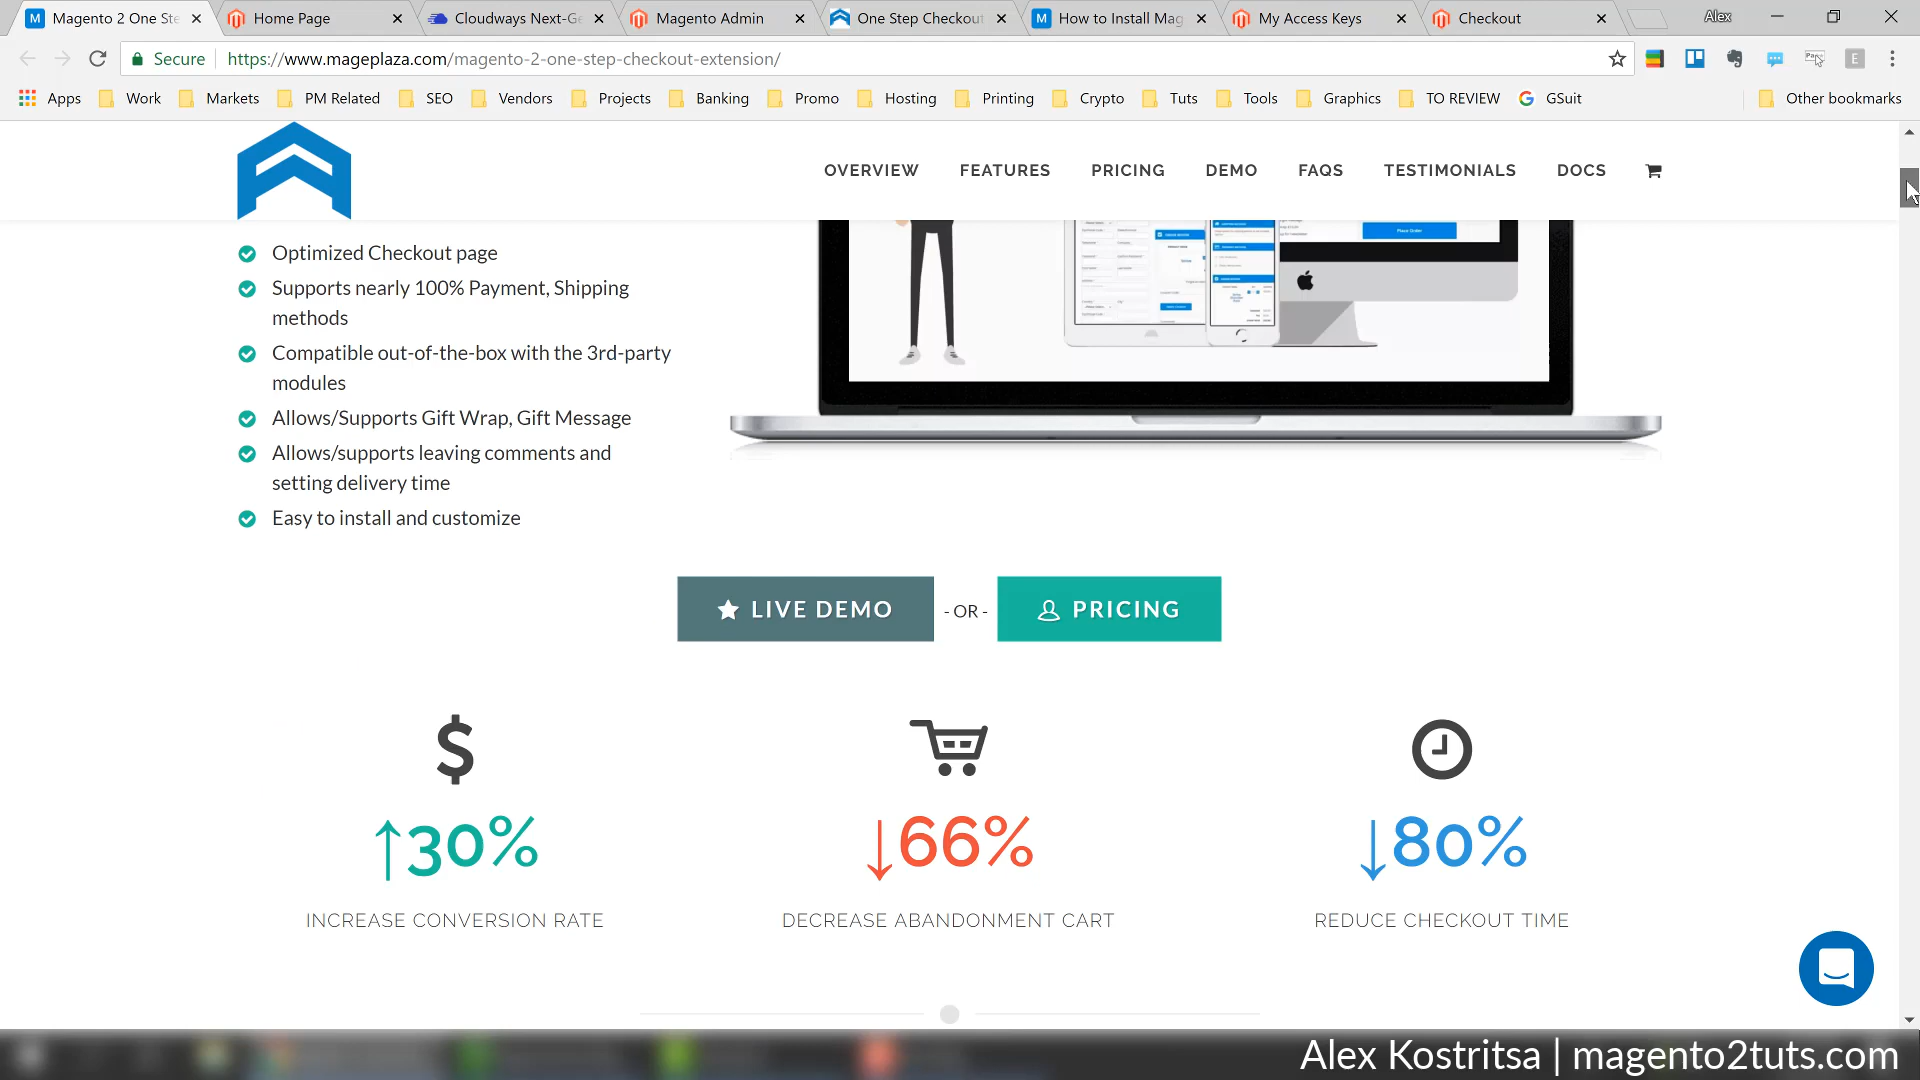 Magento 2 One Ste
Home Page
Cloudways Next-Ge
Magento Admin
One Step Checkout
How to Install Mag
My Access Keys
Checkout
Alex
Secure
https://www.mageplaza.com/magento-2-one-step-checkout-extension/
Apps
Work
Markets
PM Related
SEO
Vendors
Projects
Banking
Promo
Hosting
Printing
Crypto
Tuts
Tools
Graphics
TO REVIEW
GSuit
Other bookmarks
OVERVIEW
FEATURES
PRICING
DEMO
FAQS
TESTIMONIALS
DOCS
Optimized Checkout page
Supports nearly 100% Payment, Shipping
methods
Compatible out-of-the-box with the 3rd-party
modules
Allows/Supports Gift Wrap, Gift Message
Allows/supports leaving comments and
setting delivery time
Easy to install and customize
Place Order
LIVE DEMO
- OR -
PRICING
↑30%
↓66%
↓80%
INCREASE CONVERSION RATE
DECREASE ABANDONMENT CART
REDUCE CHECKOUT TIME
Alex Kostritsa | magento2tuts.com